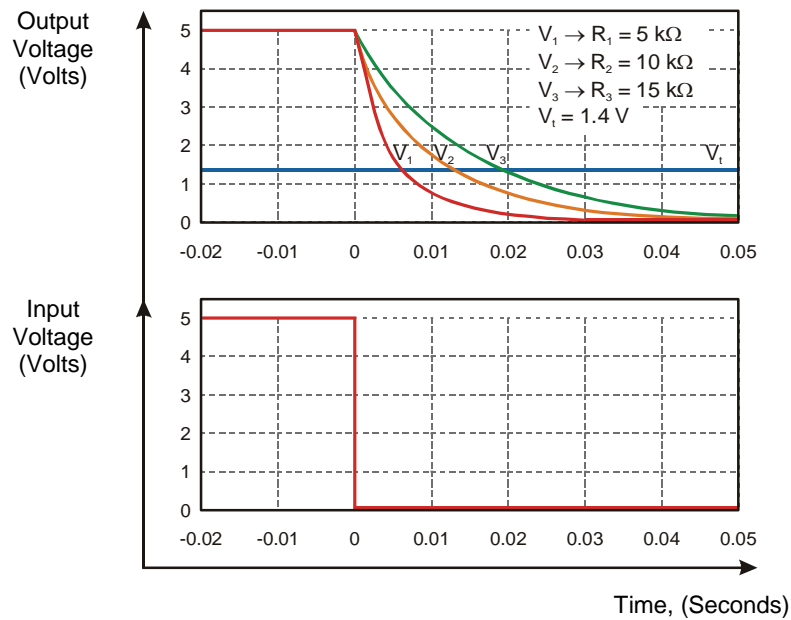 Output
Voltage
(Volts)
5
4
3
2
1
0
V₁ → R₁ = 5 kΩ
V₂ → R₂ = 10 kΩ
V₃ → R₃ = 15 kΩ
Vₜ = 1.4 V
V₁ V₂ V₃ Vₜ
-0.02 -0.01 0 0.01 0.02 0.03 0.04 0.05
Input
Voltage
(Volts)
5
4
3
2
1
0
-0.02 -0.01 0 0.01 0.02 0.03 0.04 0.05
Time, (Seconds)